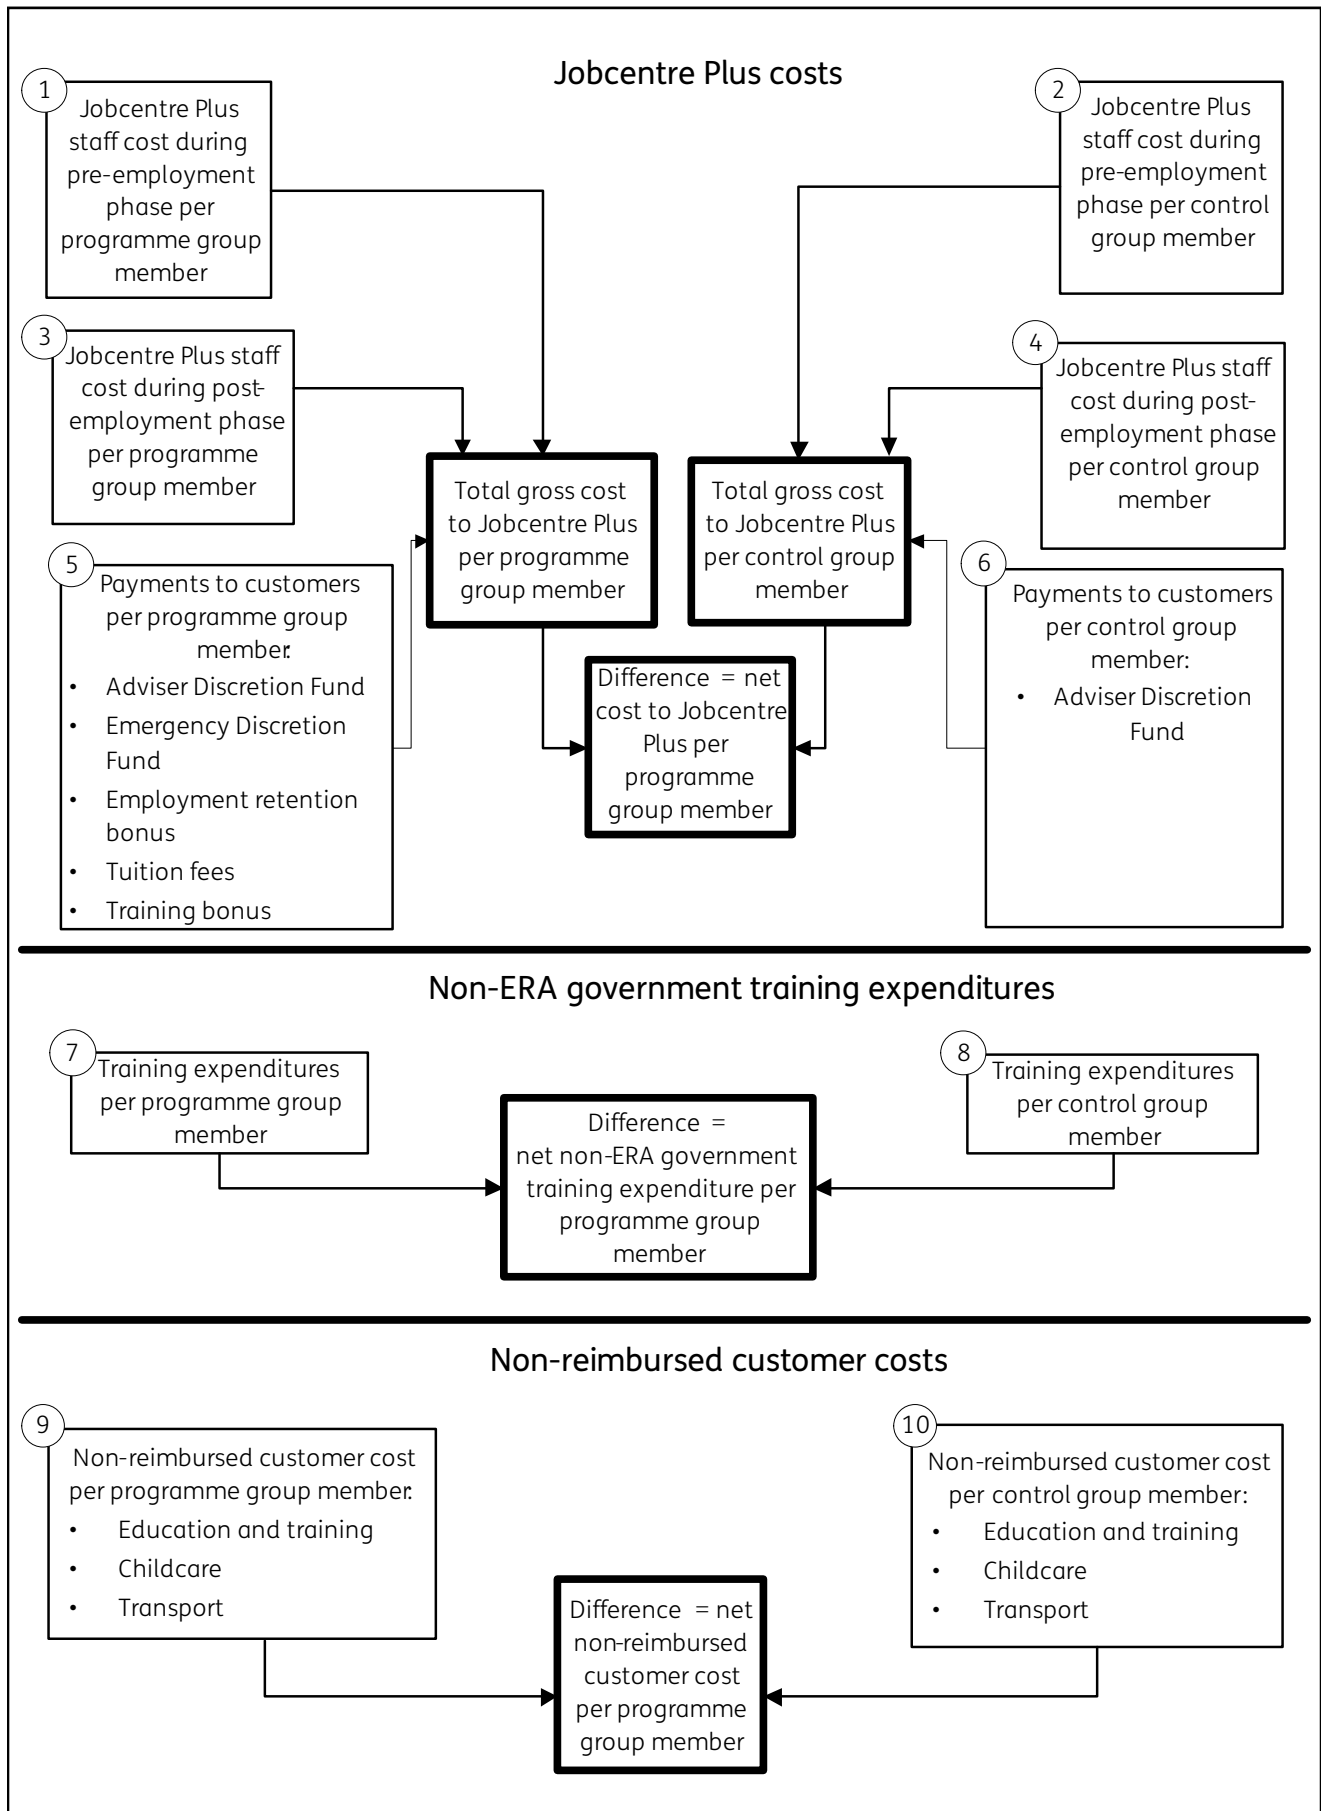 Jobcentre Plus costs
1
Jobcentre Plus
staff cost during
pre-employment
phase per
programme group
member
2
Jobcentre Plus
staff cost during
pre-employment
phase per control
group member
3
Jobcentre Plus staff
cost during post-
employment phase
per programme
group member
4
Jobcentre Plus staff
cost during post-
employment phase
per control group
member
Total gross cost
to Jobcentre Plus
per programme
group member
Total gross cost
to Jobcentre Plus
per control group
member
5
Payments to customers
per programme group
member:
• Adviser Discretion Fund
• Emergency Discretion
Fund
• Employment retention
bonus
• Tuition fees
• Training bonus
6
Payments to customers
per control group
member:
• Adviser Discretion
Fund
Difference = net
cost to Jobcentre
Plus per
programme
group member
Non-ERA government training expenditures
7
Training expenditures
per programme group
member
8
Training expenditures
per control group
member
Difference =
net non-ERA government
training expenditure per
programme group
member
Non-reimbursed customer costs
9
Non-reimbursed customer cost
per programme group member:
• Education and training
• Childcare
• Transport
10
Non-reimbursed customer cost
per control group member:
• Education and training
• Childcare
• Transport
Difference = net
non-reimbursed
customer cost
per programme
group member